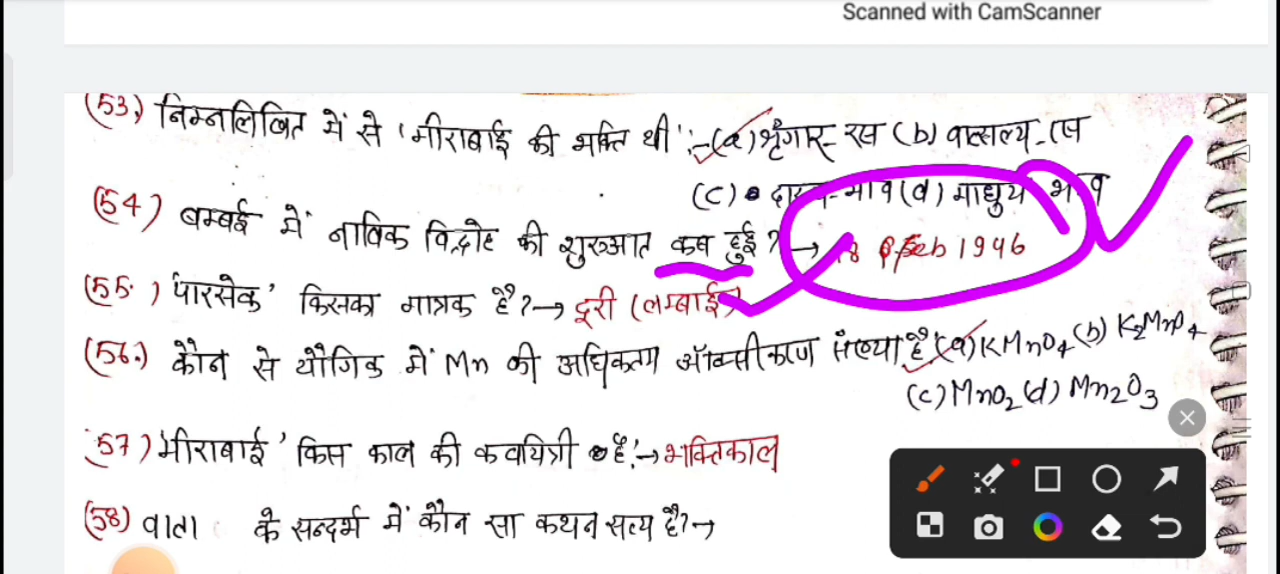 Scanned with CamScanner
(53) निम्नलिखित में से 'मीराबाई की भक्ति थी':- (a) श्रृंगार-रस (b) वात्सल्य-रस
(c) भाव (d) माधुर्य भाव
(54) बम्बई में नाविक विद्रोह की शुरुआत कब हुई? → 18 Feb 1946
(55) 'पारसेक' किसका मात्रक है? → दूरी (लम्बाई)
(56) कौन से यौगिक में Mn की अधिकतम ऑक्सीकरण संख्या है (a) KMnO4 (b)
(c) MnO2 (d) Mn2O3
57) मीराबाई' किस काल की कवयित्री है:→ भक्तिकाल
(58) के सन्दर्भ में कौन सा कथन सत्य है? →